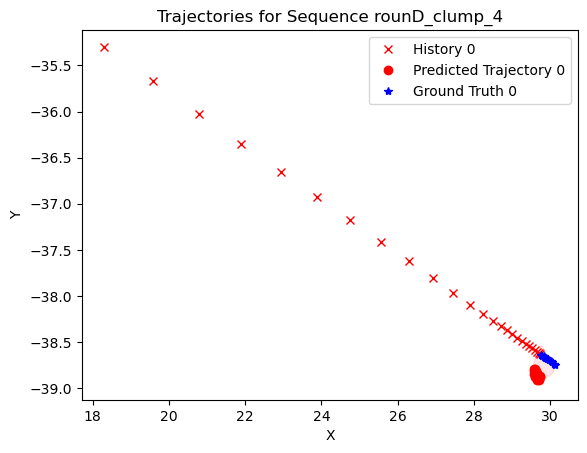 Trajectories for Sequence rounD_clump_4
History 0
Predicted Trajectory 0
Ground Truth 0
Y
−35.5
−36.0
−36.5
−37.0
−37.5
−38.0
−38.5
−39.0
18 20 22 24 26 28 30
X